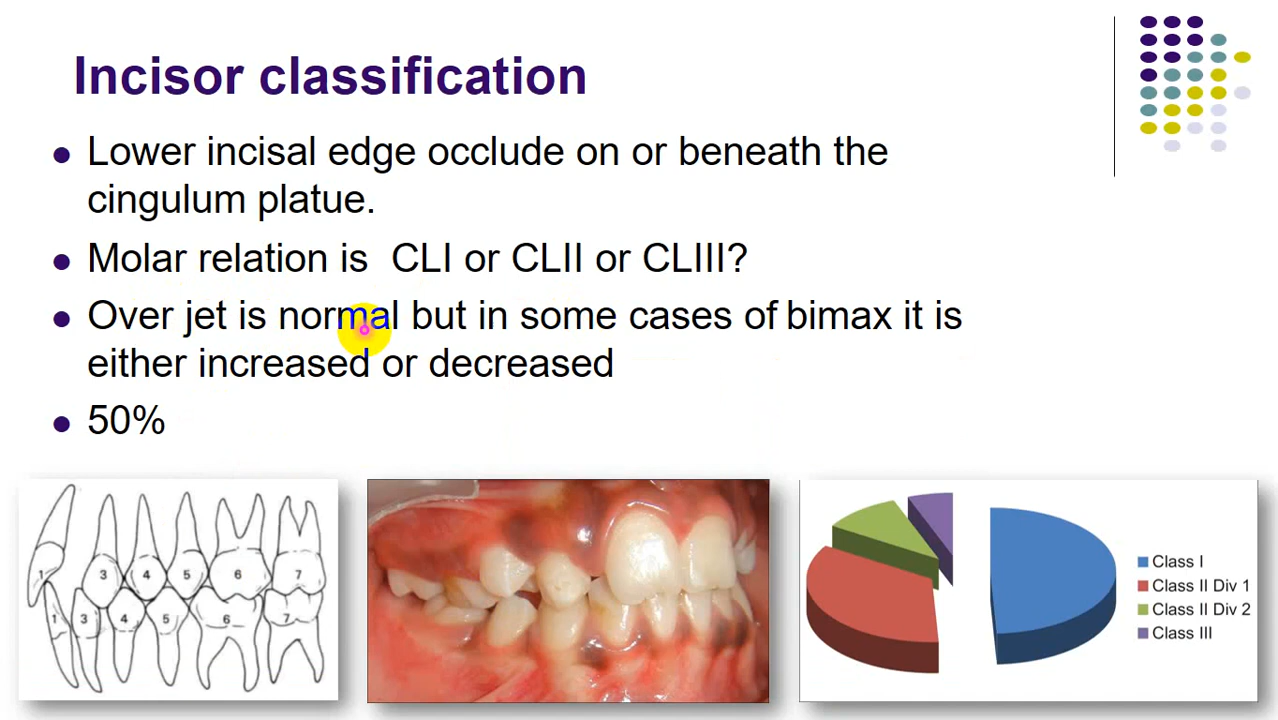 Incisor classification
Lower incisal edge occlude on or beneath the
cingulum platue.
Molar relation is CLI or CLII or CLIII?
Over jet is normal but in some cases of bimax it is
either increased or decreased
50%
1 3 4 5 6 7
1 3 4 5 6 7
Class I
Class II Div 1
Class II Div 2
Class III